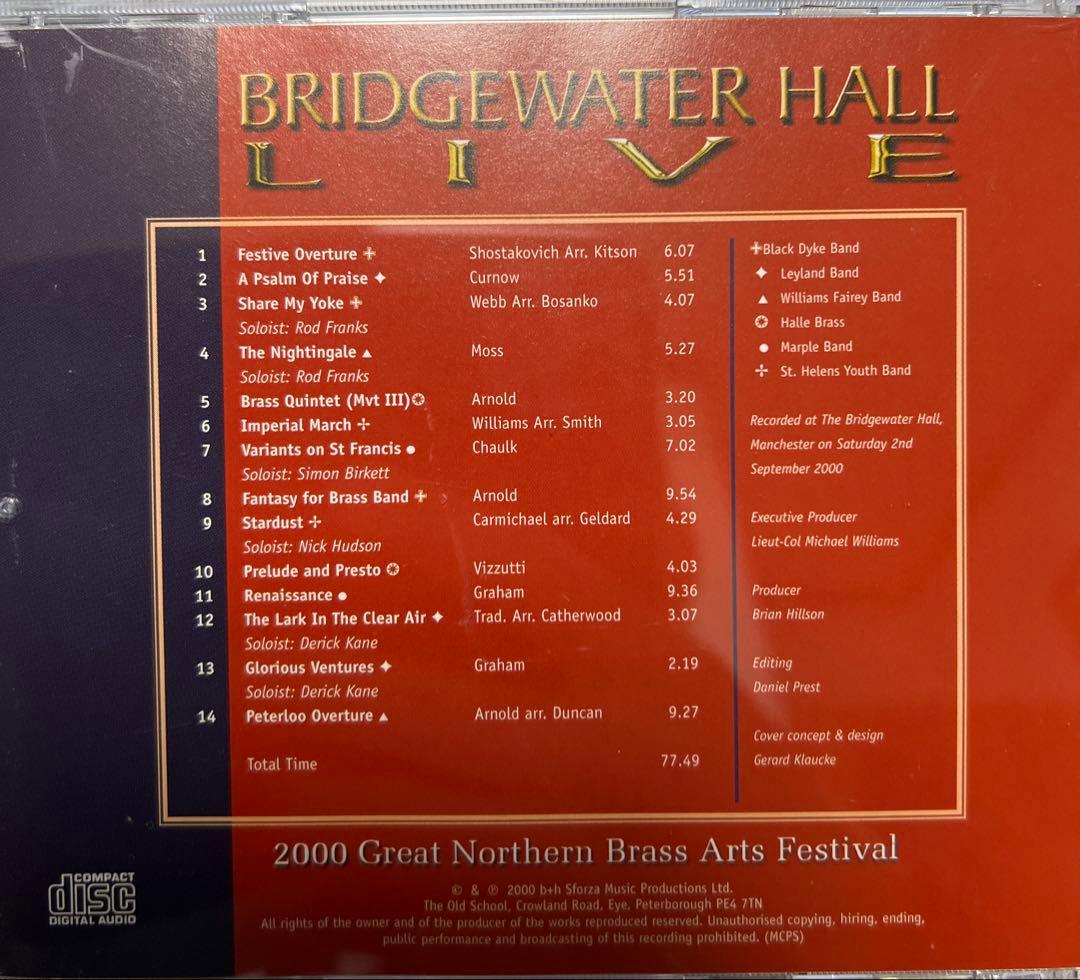 BRIDGEWATER HALL
LIVE
1 Festive Overture ✚ Shostakovich Arr. Kitson 6.07
2 A Psalm Of Praise ✦ Curnow 5.51
3 Share My Yoke ✚ Webb Arr. Bosanko 4.07
Soloist: Rod Franks
4 The Nightingale ▲ Moss 5.27
Soloist: Rod Franks
5 Brass Quintet (Mvt III)❂ Arnold 3.20
6 Imperial March ✢ Williams Arr. Smith 3.05
7 Variants on St Francis ● Chaulk 7.02
Soloist: Simon Birkett
8 Fantasy for Brass Band ✚ Arnold 9.54
9 Stardust ✢ Carmichael arr. Geldard 4.29
Soloist: Nick Hudson
10 Prelude and Presto ❂ Vizzutti 4.03
11 Renaissance ● Graham 9.36
12 The Lark In The Clear Air ✦ Trad. Arr. Catherwood 3.07
Soloist: Derick Kane
13 Glorious Ventures ✦ Graham 2.19
Soloist: Derick Kane
14 Peterloo Overture ▲ Arnold arr. Duncan 9.27
Total Time 77.49
✚Black Dyke Band
✦ Leyland Band
▲ Williams Fairey Band
❂ Halle Brass
● Marple Band
✢ St. Helens Youth Band
Recorded at The Bridgewater Hall,
Manchester on Saturday 2nd
September 2000
Executive Producer
Lieut-Col Michael Williams
Producer
Brian Hillson
Editing
Daniel Prest
Cover concept & design
Gerard Klaucke
2000 Great Northern Brass Arts Festival
© & ℗ 2000 b+h Sforza Music Productions Ltd.
The Old School, Crowland Road, Eye, Peterborough PE4 7TN
All rights of the owner and of the producer of the works reproduced reserved. Unauthorised copying, hiring, ending,
public performance and broadcasting of this recording prohibited. (MCPS)
COMPACT
disc
DIGITAL AUDIO